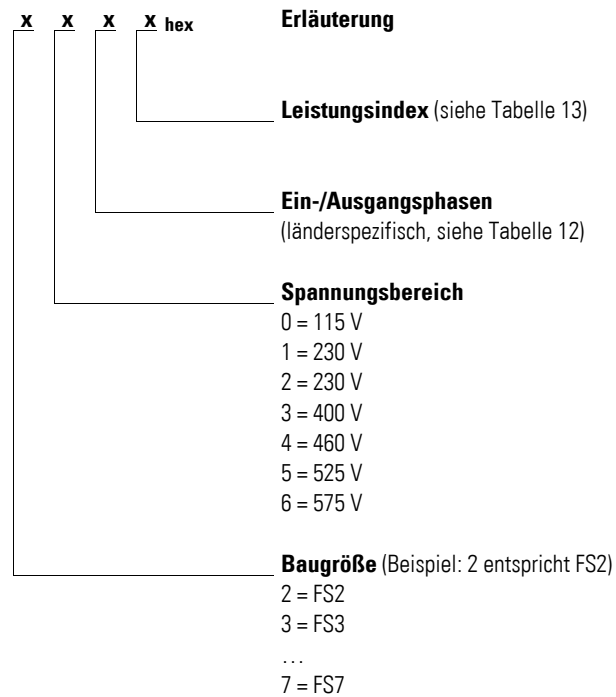 x x x x hex Erläuterung
Leistungsindex (siehe Tabelle 13)
Ein-/Ausgangsphasen
(länderspezifisch, siehe Tabelle 12)
Spannungsbereich
0 = 115 V
1 = 230 V
2 = 230 V
3 = 400 V
4 = 460 V
5 = 525 V
6 = 575 V
Baugröße (Beispiel: 2 entspricht FS2)
2 = FS2
3 = FS3
...
7 = FS7